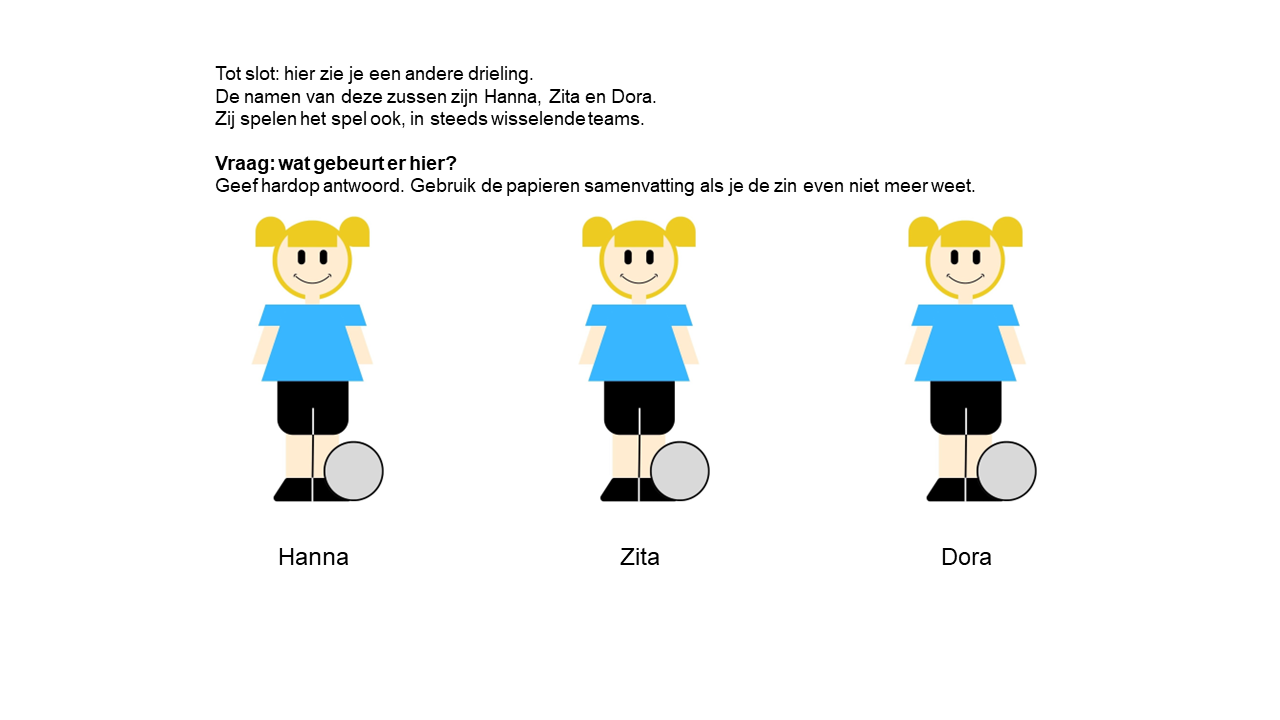 Tot slot: hier zie je een andere drieling.
De namen van deze zussen zijn Hanna, Zita en Dora.
Zij spelen het spel ook, in steeds wisselende teams.
Vraag: wat gebeurt er hier?
Geef hardop antwoord. Gebruik de papieren samenvatting als je de zin even niet meer weet.
Hanna
Zita
Dora